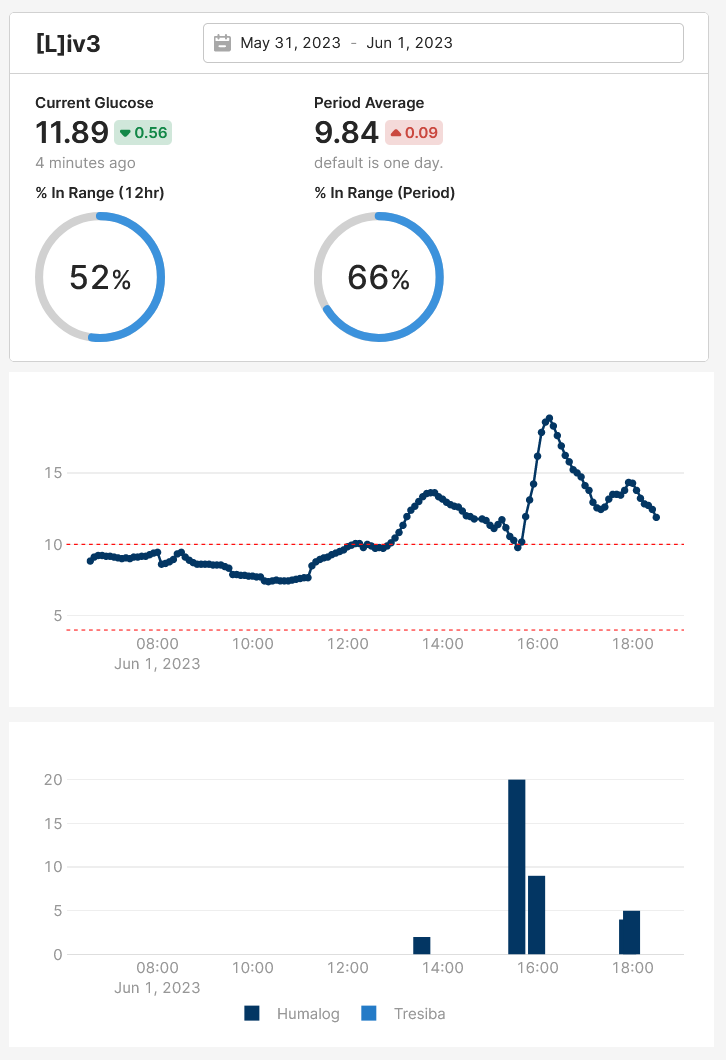 [L]iv3
May 31, 2023 - Jun 1, 2023
Current Glucose
11.89 0.56
4 minutes ago
% In Range (12hr)
52%
Period Average
9.84 0.09
default is one day.
% In Range (Period)
66%
15
10
5
08:00 10:00 12:00 14:00 16:00 18:00
Jun 1, 2023
20
15
10
5
0
08:00 10:00 12:00 14:00 16:00 18:00
Jun 1, 2023
Humalog Tresiba